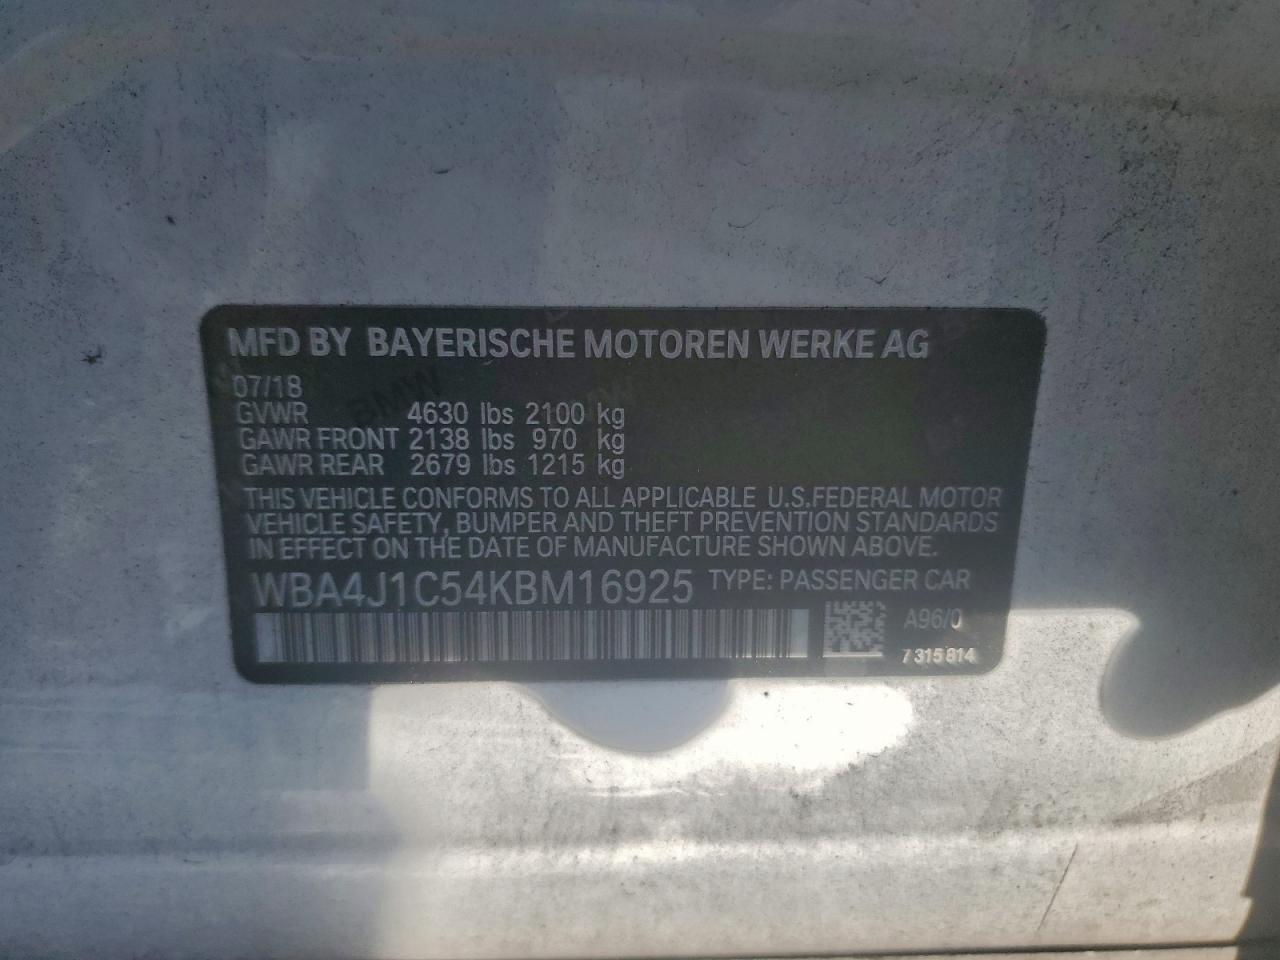 MFD BY BAYERISCHE MOTOREN WERKE AG
07/18
GVWR 4630 lbs 2100 kg
GAWR FRONT 2138 lbs 970 kg
GAWR REAR 2679 lbs 1215 kg
THIS VEHICLE CONFORMS TO ALL APPLICABLE U.S.FEDERAL MOTOR
VEHICLE SAFETY, BUMPER AND THEFT PREVENTION STANDARDS
IN EFFECT ON THE DATE OF MANUFACTURE SHOWN ABOVE.
WBA4J1C54KBM16925 TYPE: PASSENGER CAR
A96/0
7 315 814